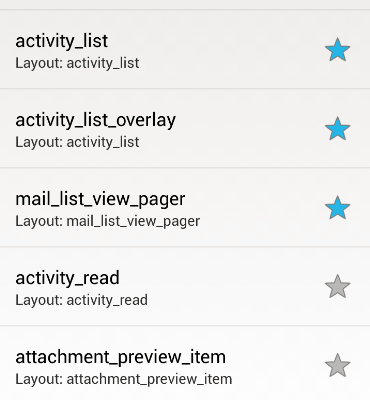 activity_list
Layout: activity_list
activity_list_overlay
Layout: activity_list
mail_list_view_pager
Layout: mail_list_view_pager
activity_read
Layout: activity_read
attachment_preview_item
Layout: attachment_preview_item